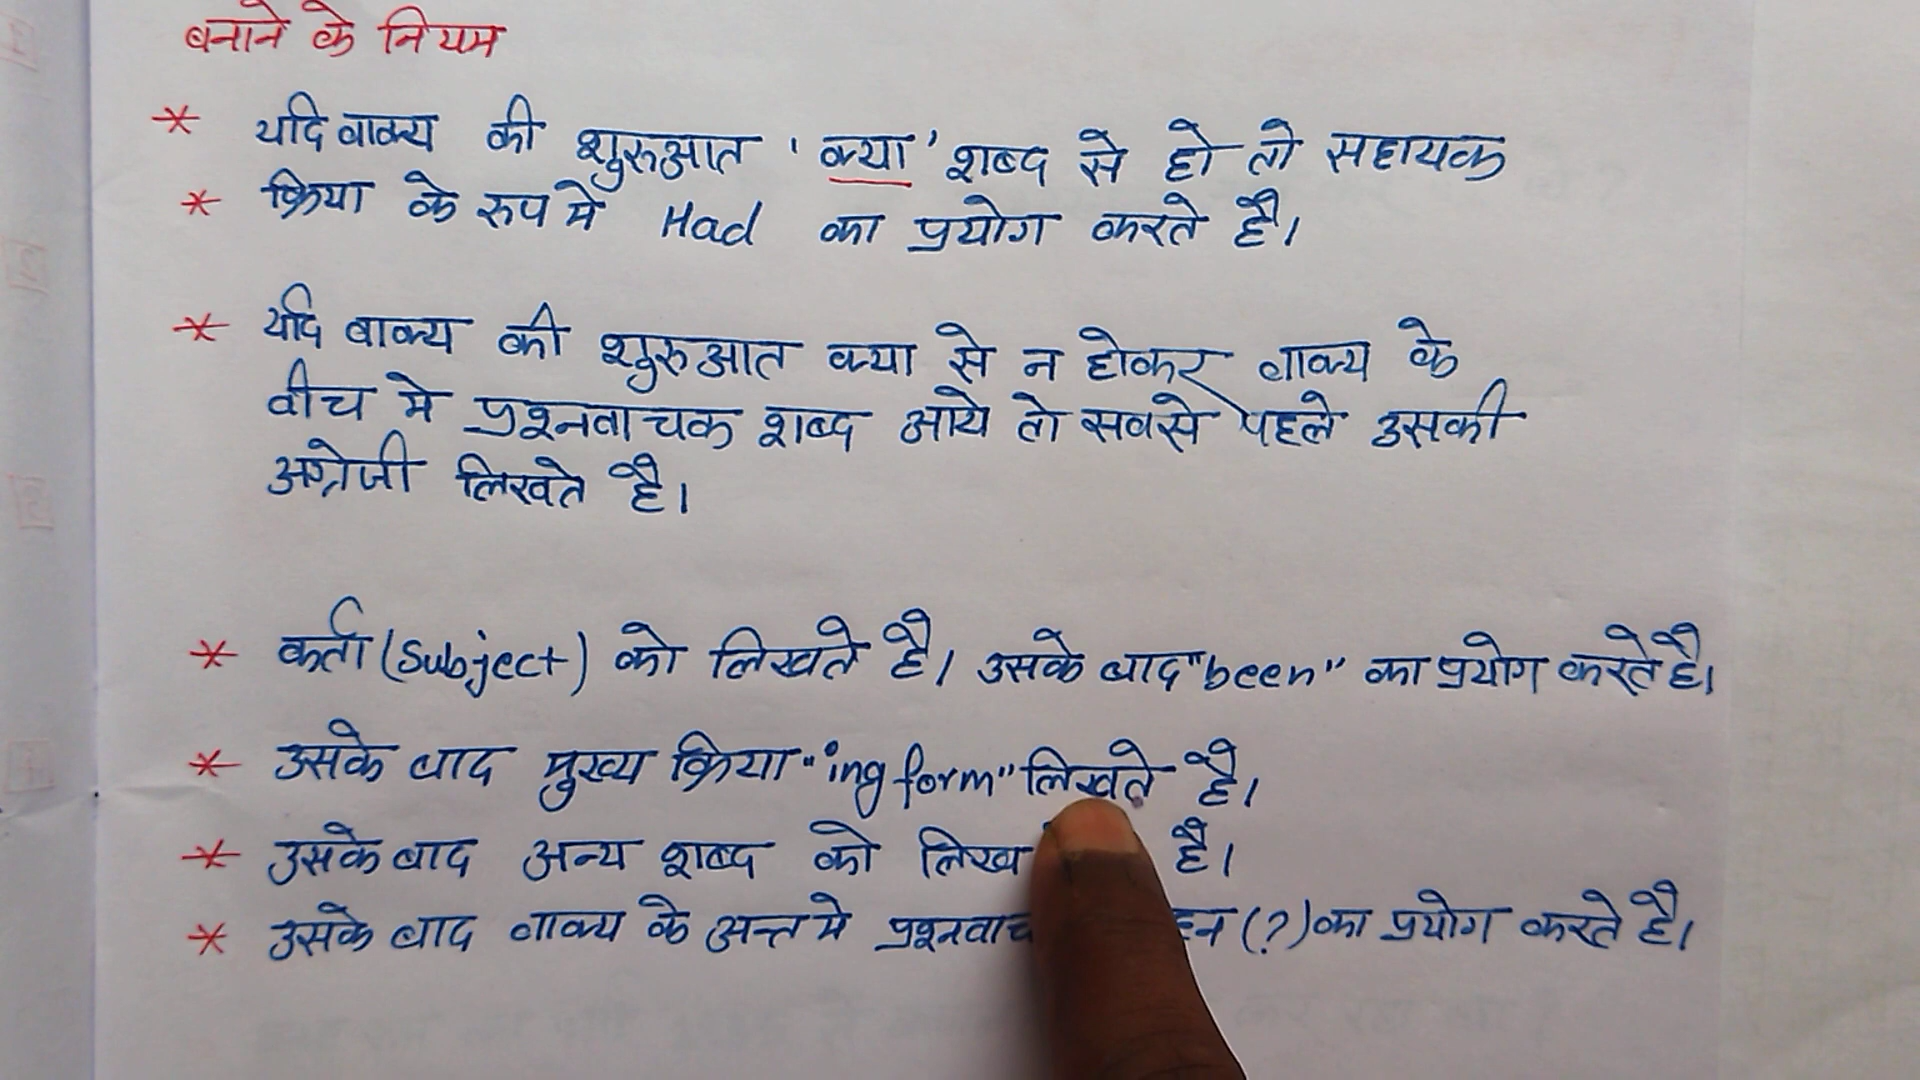 बनाने के नियम
* यदि वाक्य की शुरुआत 'क्या' शब्द से हो तो सहायक
* क्रिया के रुप मे Had का प्रयोग करते है।
* यदि वाक्य की शुरुआत क्या से न होकर वाक्य के
बीच मे प्रश्नवाचक शब्द आये तो सबसे पहले उसकी
अग्रेजी लिखते है।
* कर्ता (Subject) को लिखते है। उसके बाद "been" का प्रयोग करते है।
* उसके बाद मुख्य क्रिया "ing form" लिखते है।
* उसके बाद अन्य शब्द को लिख है।
* उसके बाद वाक्य के अन्त मे प्रश्नवाच (?) का प्रयोग करते है।